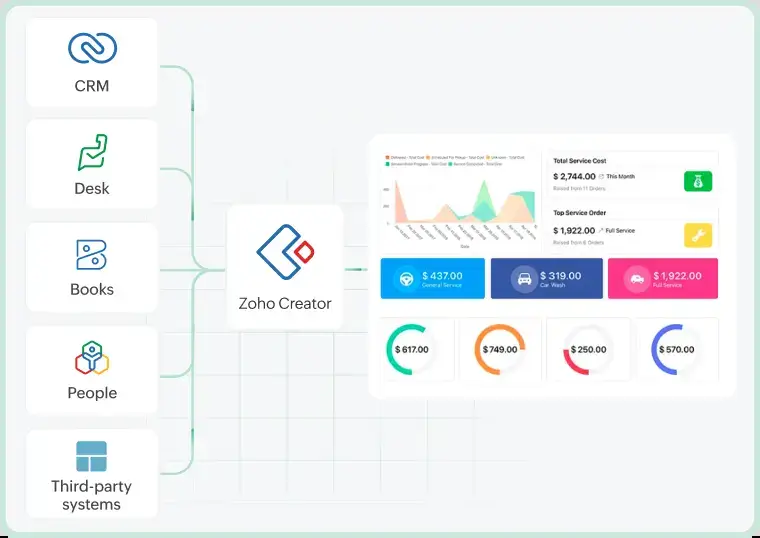 CRM
Desk
Books
People
Third-party
systems
Zoho Creator
Total Service Cost
$ 2,744.00 This Month
Raised from 11 Orders
Top Service Order
$ 1,922.00 Full Service
Raised from 6 Orders
$ 437.00
General Service
$ 319.00
Car Wash
$ 1,922.00
Full Service
$ 617.00
$ 749.00
$ 250.00
$ 570.00